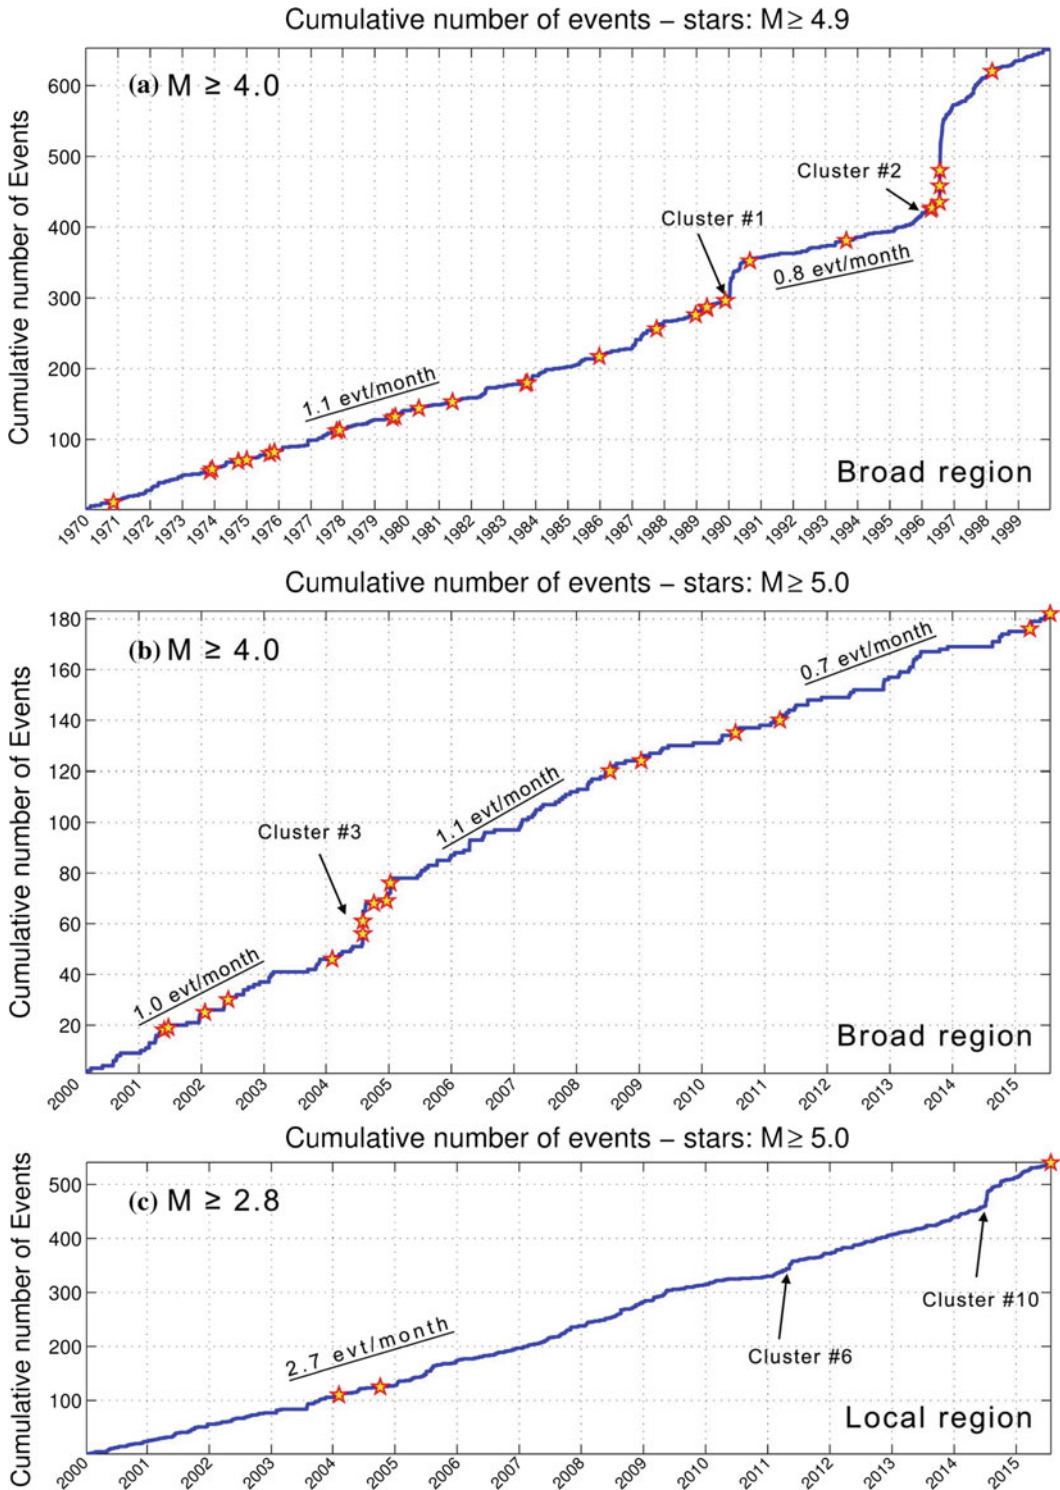 Cumulative number of events – stars: M ≥ 4.9
(a) M ≥ 4.0
Cumulative number of Events
600
500
400
300
200
100
Cluster #2
Cluster #1
0.8 evt/month
1.1 evt/month
Broad region
1970 1971 1972 1973 1974 1975 1976 1977 1978 1979 1980 1981 1982 1983 1984 1985 1986 1987 1988 1989 1990 1991 1992 1993 1994 1995 1996 1997 1998 1999
Cumulative number of events – stars: M ≥ 5.0
(b) M ≥ 4.0
Cumulative number of Events
180
160
140
120
100
80
60
40
20
0.7 evt/month
1.1 evt/month
Cluster #3
1.0 evt/month
Broad region
2000 2001 2002 2003 2004 2005 2006 2007 2008 2009 2010 2011 2012 2013 2014 2015
Cumulative number of events – stars: M ≥ 5.0
(c) M ≥ 2.8
Cumulative number of Events
500
400
300
200
100
Cluster #10
Cluster #6
2.7 evt/month
Local region
2000 2001 2002 2003 2004 2005 2006 2007 2008 2009 2010 2011 2012 2013 2014 2015